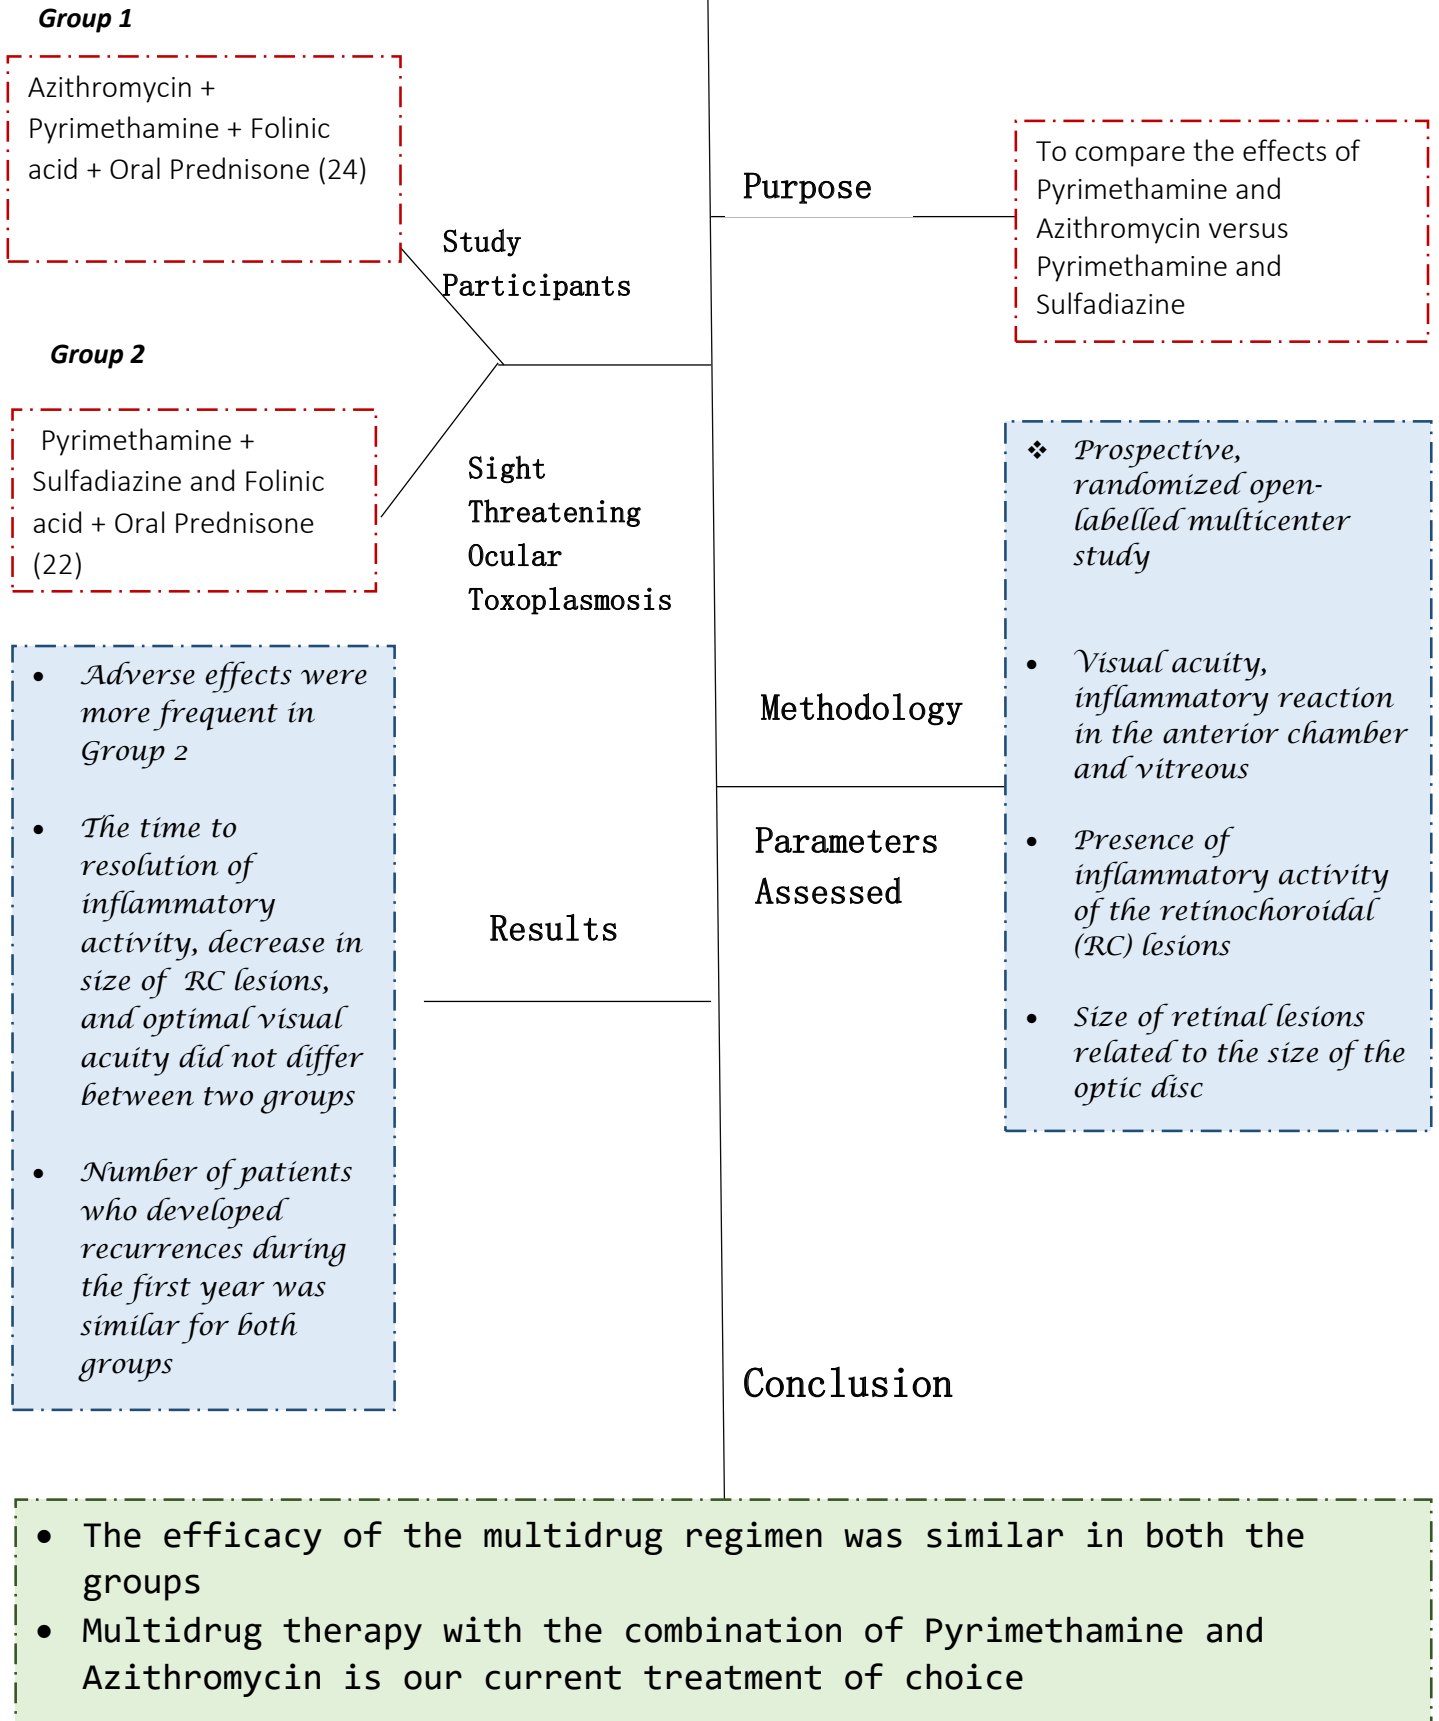 Group 1
Azithromycin +
Pyrimethamine + Folinic
acid + Oral Prednisone (24)
Study
Participants
Purpose
To compare the effects of
Pyrimethamine and
Azithromycin versus
Pyrimethamine and
Sulfadiazine
Group 2
Pyrimethamine +
Sulfadiazine and Folinic
acid + Oral Prednisone
(22)
Sight
Threatening
Ocular
Toxoplasmosis
Methodology
Parameters
Assessed
❖ Prospective,
randomized open-
labelled multicenter
study
• Visual acuity,
inflammatory reaction
in the anterior chamber
and vitreous
• Presence of
inflammatory activity
of the retinochoroidal
(RC) lesions
• Size of retinal lesions
related to the size of the
optic disc
Results
• Adverse effects were
more frequent in
Group 2
• The time to
resolution of
inflammatory
activity, decrease in
size of RC lesions,
and optimal visual
acuity did not differ
between two groups
• Number of patients
who developed
recurrences during
the first year was
similar for both
groups
Conclusion
• The efficacy of the multidrug regimen was similar in both the
groups
• Multidrug therapy with the combination of Pyrimethamine and
Azithromycin is our current treatment of choice